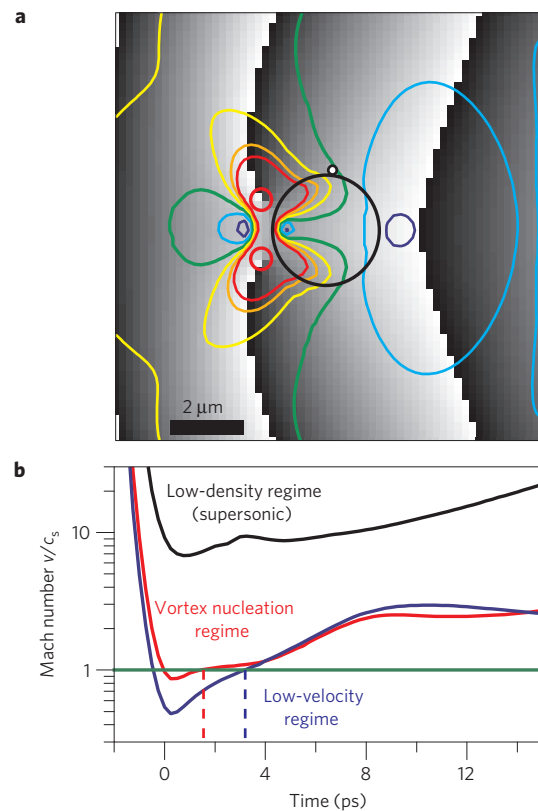 a
2 μm
b
Low-density regime
(supersonic)
10
Vortex nucleation
regime
1
Low-velocity
regime
Mach number v/cs
0
4
8
12
Time (ps)